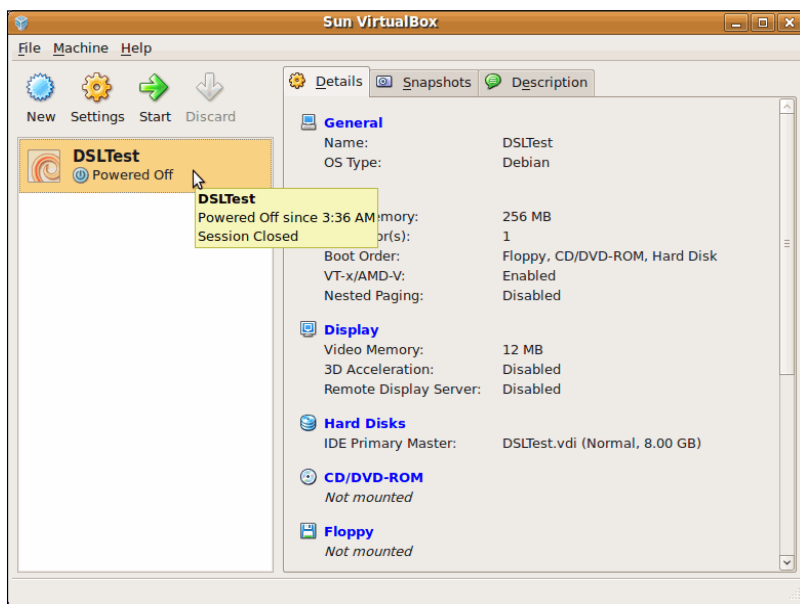 Sun VirtualBox
File Machine Help
New Settings Start Discard
DSLTest
Powered Off
DSLTest
Powered Off since 3:36 AM
Session Closed
Details Snapshots Description
General
Name: DSLTest
OS Type: Debian
emory: 256 MB
or(s): 1
Boot Order: Floppy, CD/DVD-ROM, Hard Disk
VT-x/AMD-V: Enabled
Nested Paging: Disabled
Display
Video Memory: 12 MB
3D Acceleration: Disabled
Remote Display Server: Disabled
Hard Disks
IDE Primary Master: DSLTest.vdi (Normal, 8.00 GB)
CD/DVD-ROM
Not mounted
Floppy
Not mounted